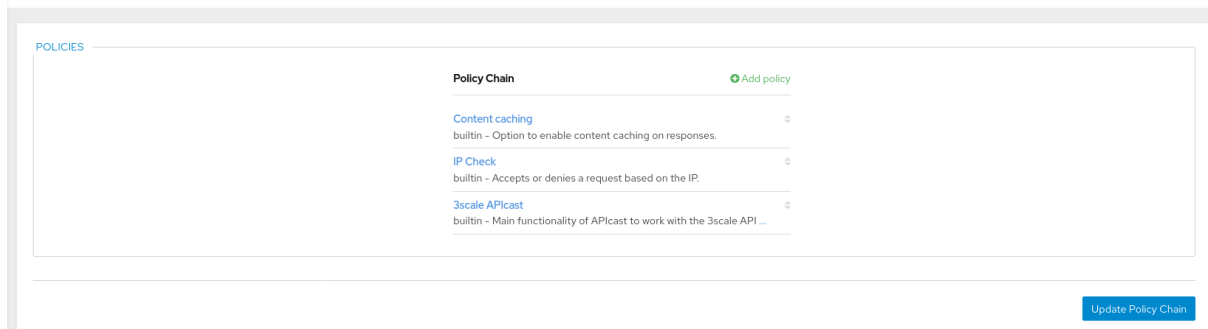 POLICIES
Policy Chain
Add policy
Content caching
builtin - Option to enable content caching on responses.
IP Check
builtin - Accepts or denies a request based on the IP.
3scale APIcast
builtin - Main functionality of APIcast to work with the 3scale API ...
Update Policy Chain